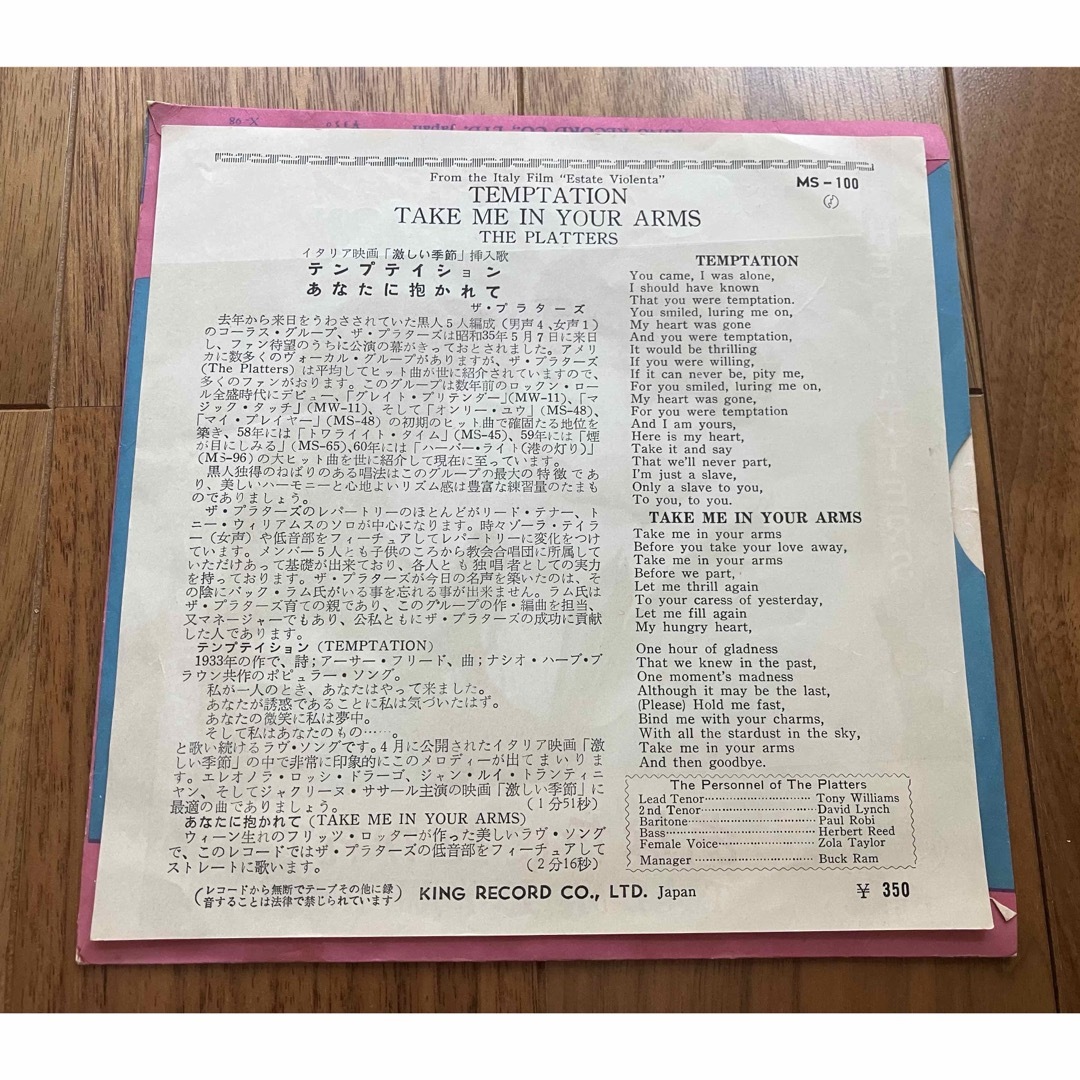 From the Italy Film "Estate Violenta"
TEMPTATION
TAKE ME IN YOUR ARMS
THE PLATTERS
MS-100
イタリア映画「激しい季節」挿入歌
テンプテイション
あなたに抱かれて
ザ・プラターズ
去年から来日をうわさされていた黒人5人編成(男声4、女声1)
のコーラス・グループ、ザ・プラターズは昭和35年5月7日に来日
し、ファン待望のうちに公演の幕がきっておとされました。アメリ
カに数多くのヴォーカル・グループがありますが、ザ・プラターズ
(The Platters)は平均してヒット曲が世に紹介されていますので、
多くのファンがおります。このグループは数年前のロックン・ロー
ル全盛時代にデビュー、「グレイト・プリテンダー」(MW-11)、「マ
ジック・タッチ」(MW-11)、そして「オンリー・ユウ」(MS-48)、
「マイ・プレイヤー」(MS-48)の初期のヒット曲で確固たる地位を
築き、58年には「トワライイト・タイム」(MS-45)、59年には「煙
が目にしみる」(MS-65)、60年には「ハーバー・ライト(港の灯り)」
(MS-96)の大ヒット曲を世に紹介して現在に至っています。
黒人独得のねばりのある唱法はこのグループの最大の特徴であ
り、美しいハーモニーと心地よいリズム感は豊富な練習量のたまも
のでありましょう。
ザ・プラターズのレパートリーのほとんどがリード・テナー、ト
ニー・ウィリアムスのソロが中心になります。時々ゾーラ・テイラ
ー(女声)や低音部をフィーチュアしてレパートリーに変化をつけ
ています。メンバー5人とも子供のころから教会合唱団に所属して
いただけあって基礎が出来ており、各人とも独唱者としての実力
を持っております。ザ・プラターズが今日の名声を築いたのは、そ
の陰にバック・ラム氏がいる事を忘れる事が出来ません。ラム氏は
ザ・プラターズ育ての親であり、このグループの作・編曲を担当、
又マネージャーでもあり、公私ともにザ・プラターズの成功に貢献
した人であります。
テンプテイション(TEMPTATION)
1933年の作で、詩;アーサー・フリード、曲;ナシオ・ハーブ・ブ
ラウン共作のポピュラー・ソング。
私が一人のとき、あなたはやって来ました。
あなたが誘惑であることに私は気づいたはず。
あなたの微笑に私は夢中。
そして私はあなたのもの……。
と歌い続けるラヴ・ソングです。4月に公開されたイタリア映画「激
しい季節」の中で非常に印象的にこのメロディーが出てまいりま
す。エレオノラ・ロッシ・ドラーゴ、ジャン・ルイ・トランティニ
ヤン、そしてジャクリーヌ・ササール主演の映画「激しい季節」に
最適の曲でありましょう。 (1分51秒)
あなたに抱かれて(TAKE ME IN YOUR ARMS)
ウィーン生れのフリッツ・ロッターが作った美しいラヴ・ソング
で、このレコードではザ・プラターズの低音部をフィーチュアして
ストレートに歌います。 (2分16秒)
TEMPTATION
You came, I was alone,
I should have known
That you were temptation.
You smiled, luring me on,
My heart was gone
And you were temptation,
It would be thrilling
If you were willing,
If it can never be, pity me,
For you smiled, luring me on,
My heart was gone,
For you were temptation
And I am yours,
Here is my heart,
Take it and say
That we'll never part,
I'm just a slave,
Only a slave to you,
To you, to you.
TAKE ME IN YOUR ARMS
Take me in your arms
Before you take your love away,
Take me in your arms
Before we part,
Let me thrill again
To your caress of yesterday,
Let me fill again
My hungry heart,
One hour of gladness
That we knew in the past,
One moment's madness
Although it may be the last,
(Please) Hold me fast,
Bind me with your charms,
With all the stardust in the sky,
Take me in your arms
And then goodbye.
The Personnel of The Platters
Lead Tenor Tony Williams
2nd Tenor David Lynch
Baritone Paul Robi
Bass Herbert Reed
Female Voice Zola Taylor
Manager Buck Ram
(レコードから無断でテープその他に録
音することは法律で禁じられています)
KING RECORD CO., LTD. Japan
¥ 350
KING RECORD CO., LTD. Japan